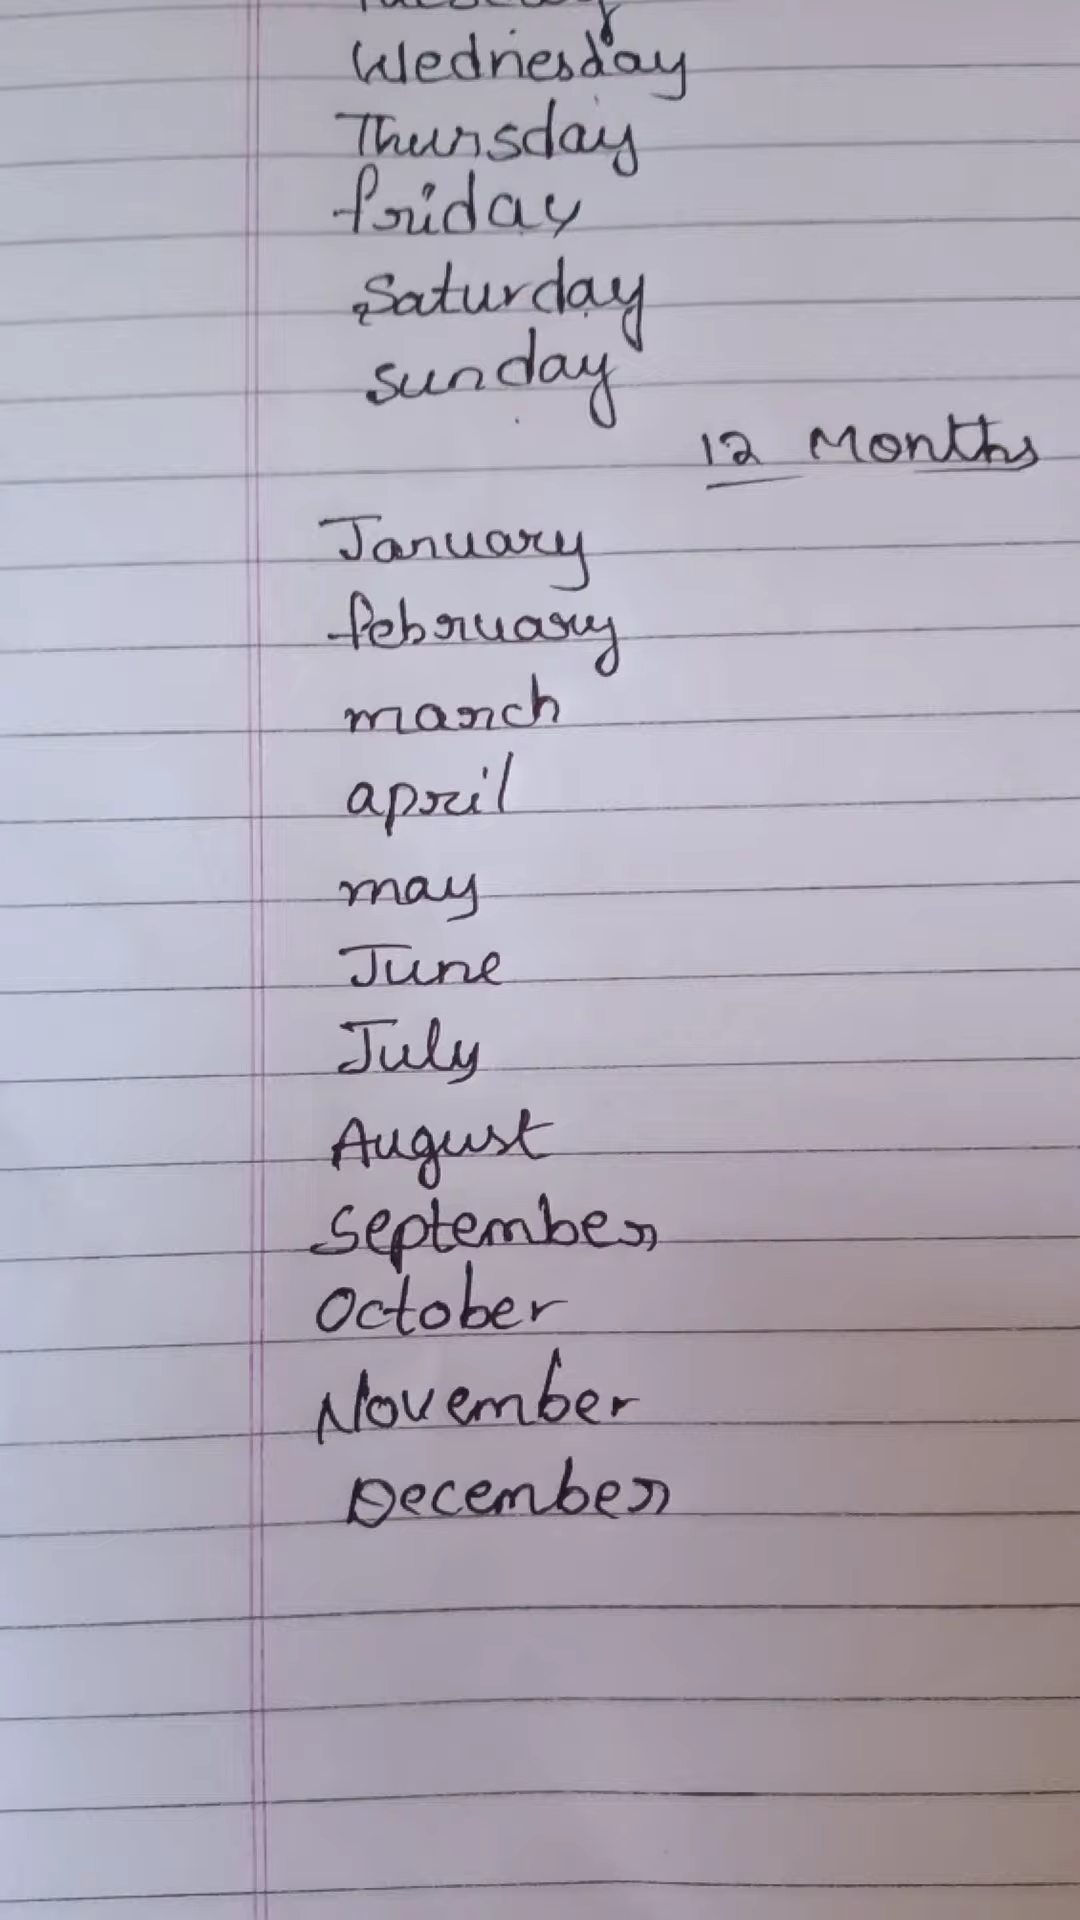 Tuesday
Wednesday
Thursday
friday
Saturday
sunday
12 Months
January
february
march
april
may
June
July
August
September
October
November
December